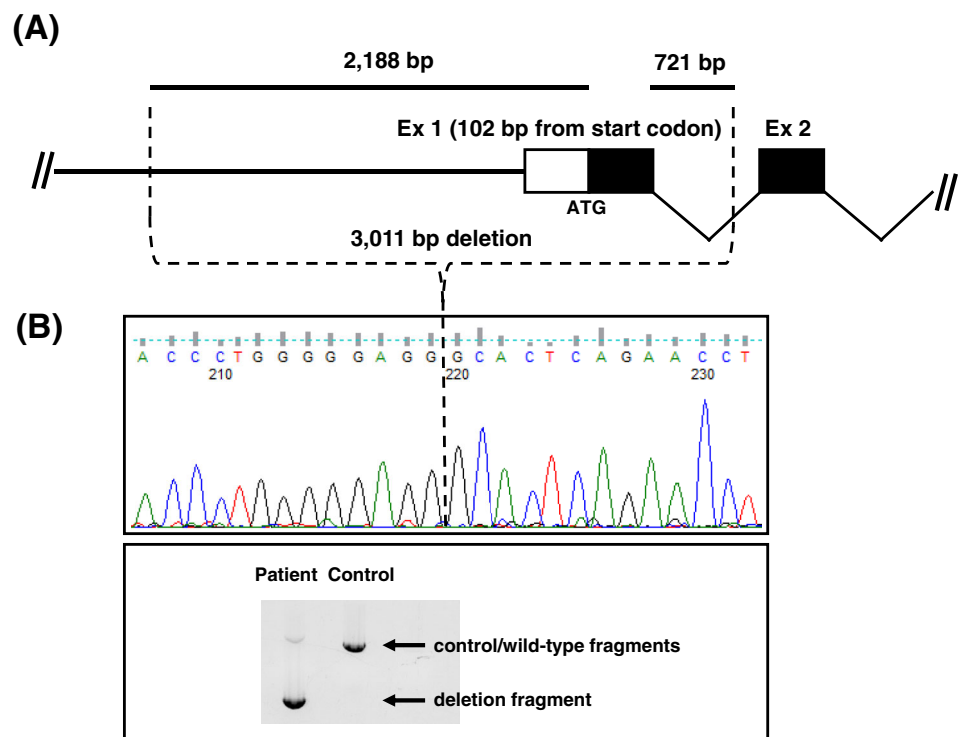 (A)
2,188 bp
721 bp
Ex 1 (102 bp from start codon)
Ex 2
ATG
3,011 bp deletion
(B)
A C C C T G G G G G A G G G C A C T C A G A A C C T
210 220 230
Patient Control
control/wild-type fragments
deletion fragment